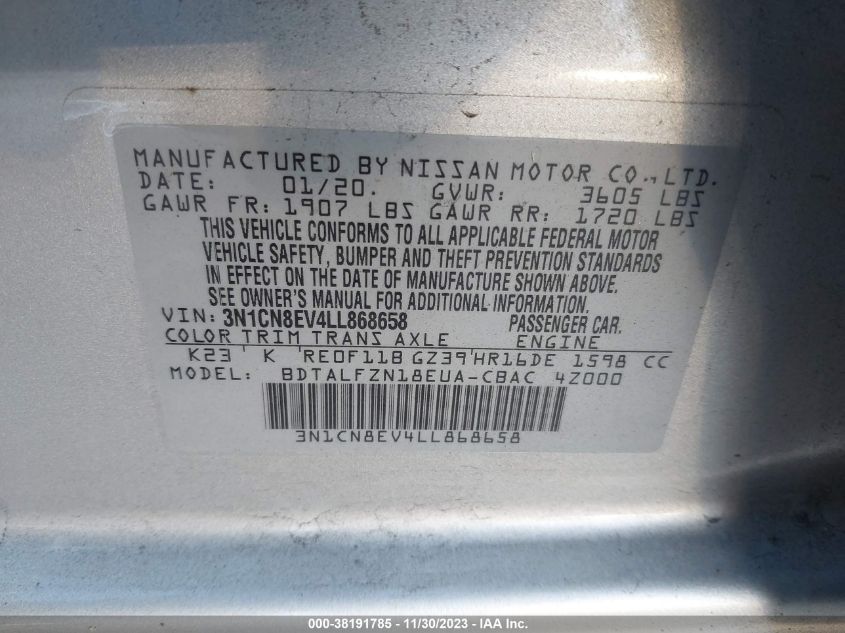 MANUFACTURED BY NISSAN MOTOR CO., LTD.
DATE: 01/20. GVWR: 3605 LBS
GAWR FR: 1907 LBS GAWR RR: 1720 LBS
THIS VEHICLE CONFORMS TO ALL APPLICABLE FEDERAL MOTOR
VEHICLE SAFETY, BUMPER AND THEFT PREVENTION STANDARDS
IN EFFECT ON THE DATE OF MANUFACTURE SHOWN ABOVE.
SEE OWNER'S MANUAL FOR ADDITIONAL INFORMATION.
VIN: 3N1CN8EV4LL868658 PASSENGER CAR.
COLOR TRIM TRANS AXLE ENGINE
K23 K RE0F11B GZ39 HR16DE 1598 CC
MODEL: BDTALFZN18EUA-CBAC 4Z000
3N1CN8EV4LL868658
000-38191785 - 11/30/2023 - IAA Inc.